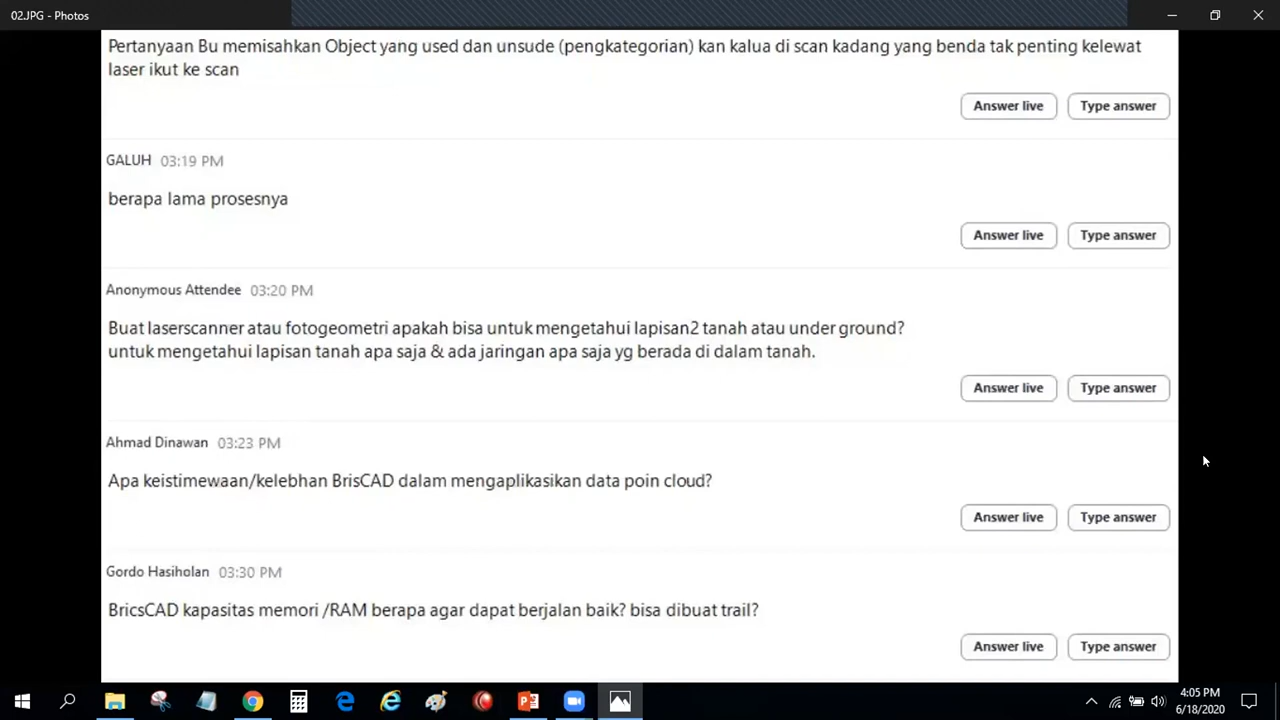 02.JPG - Photos
Pertanyaan Bu memisahkan Object yang used dan unsude (pengkategorian) kan kalua di scan kadang yang benda tak penting kelewat
laser ikut ke scan
Answer live Type answer
GALUH 03:19 PM
berapa lama prosesnya
Answer live Type answer
Anonymous Attendee 03:20 PM
Buat laserscanner atau fotogeometri apakah bisa untuk mengetahui lapisan2 tanah atau under ground?
untuk mengetahui lapisan tanah apa saja & ada jaringan apa saja yg berada di dalam tanah.
Answer live Type answer
Ahmad Dinawan 03:23 PM
Apa keistimewaan/kelebhan BrisCAD dalam mengaplikasikan data poin cloud?
Answer live Type answer
Gordo Hasiholan 03:30 PM
BricsCAD kapasitas memori /RAM berapa agar dapat berjalan baik? bisa dibuat trail?
Answer live Type answer
4:05 PM
6/18/2020